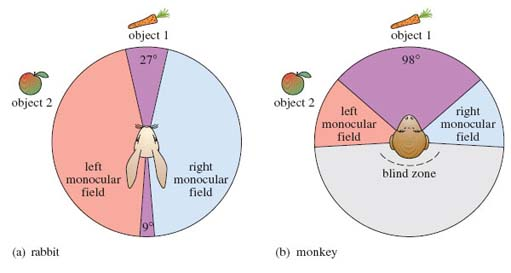 object 1
27°
object 2
left
monocular
field
right
monocular
field
9°
(a) rabbit
object 1
98°
object 2
left
monocular
field
right
monocular
field
blind zone
(b) monkey